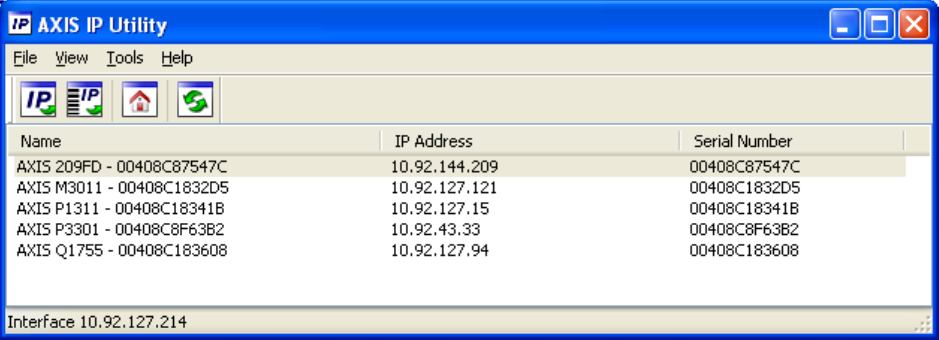 IP AXIS IP Utility
File View Tools Help
IP IP
Name IP Address Serial Number
AXIS 209FD - 00408C87547C 10.92.144.209 00408C87547C
AXIS M3011 - 00408C1832D5 10.92.127.121 00408C1832D5
AXIS P1311 - 00408C18341B 10.92.127.15 00408C18341B
AXIS P3301 - 00408C8F63B2 10.92.43.33 00408C8F63B2
AXIS Q1755 - 00408C183608 10.92.127.94 00408C183608
Interface 10.92.127.214